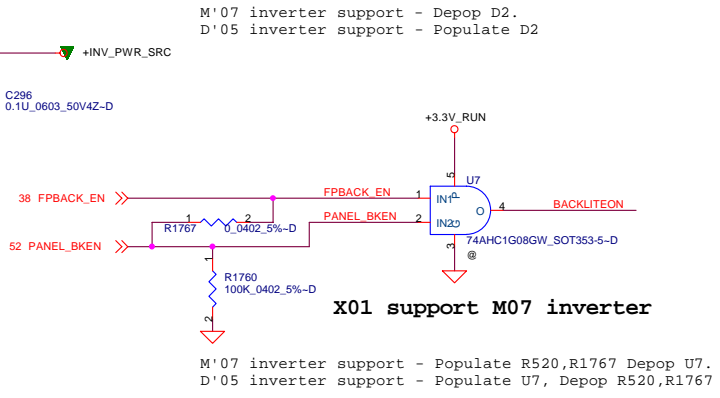 M'07 inverter support - Depop D2.
D'05 inverter support - Populate D2
+INV_PWR_SRC
C296
0.1U_0603_50V4Z~D
+3.3V_RUN
5
U7
38 FPBACK_EN
FPBACK_EN
1
IN1
P
O
4
BACKLITEON
1
2
R1767
0_0402_5%~D
PANEL_BKEN
2
IN2
G
74AHC1G08GW_SOT353-5~D
3
@
52 PANEL_BKEN
1
R1760
100K_0402_5%~D
2
X01 support M07 inverter
M'07 inverter support - Populate R520,R1767 Depop U7.
D'05 inverter support - Populate U7, Depop R520,R1767